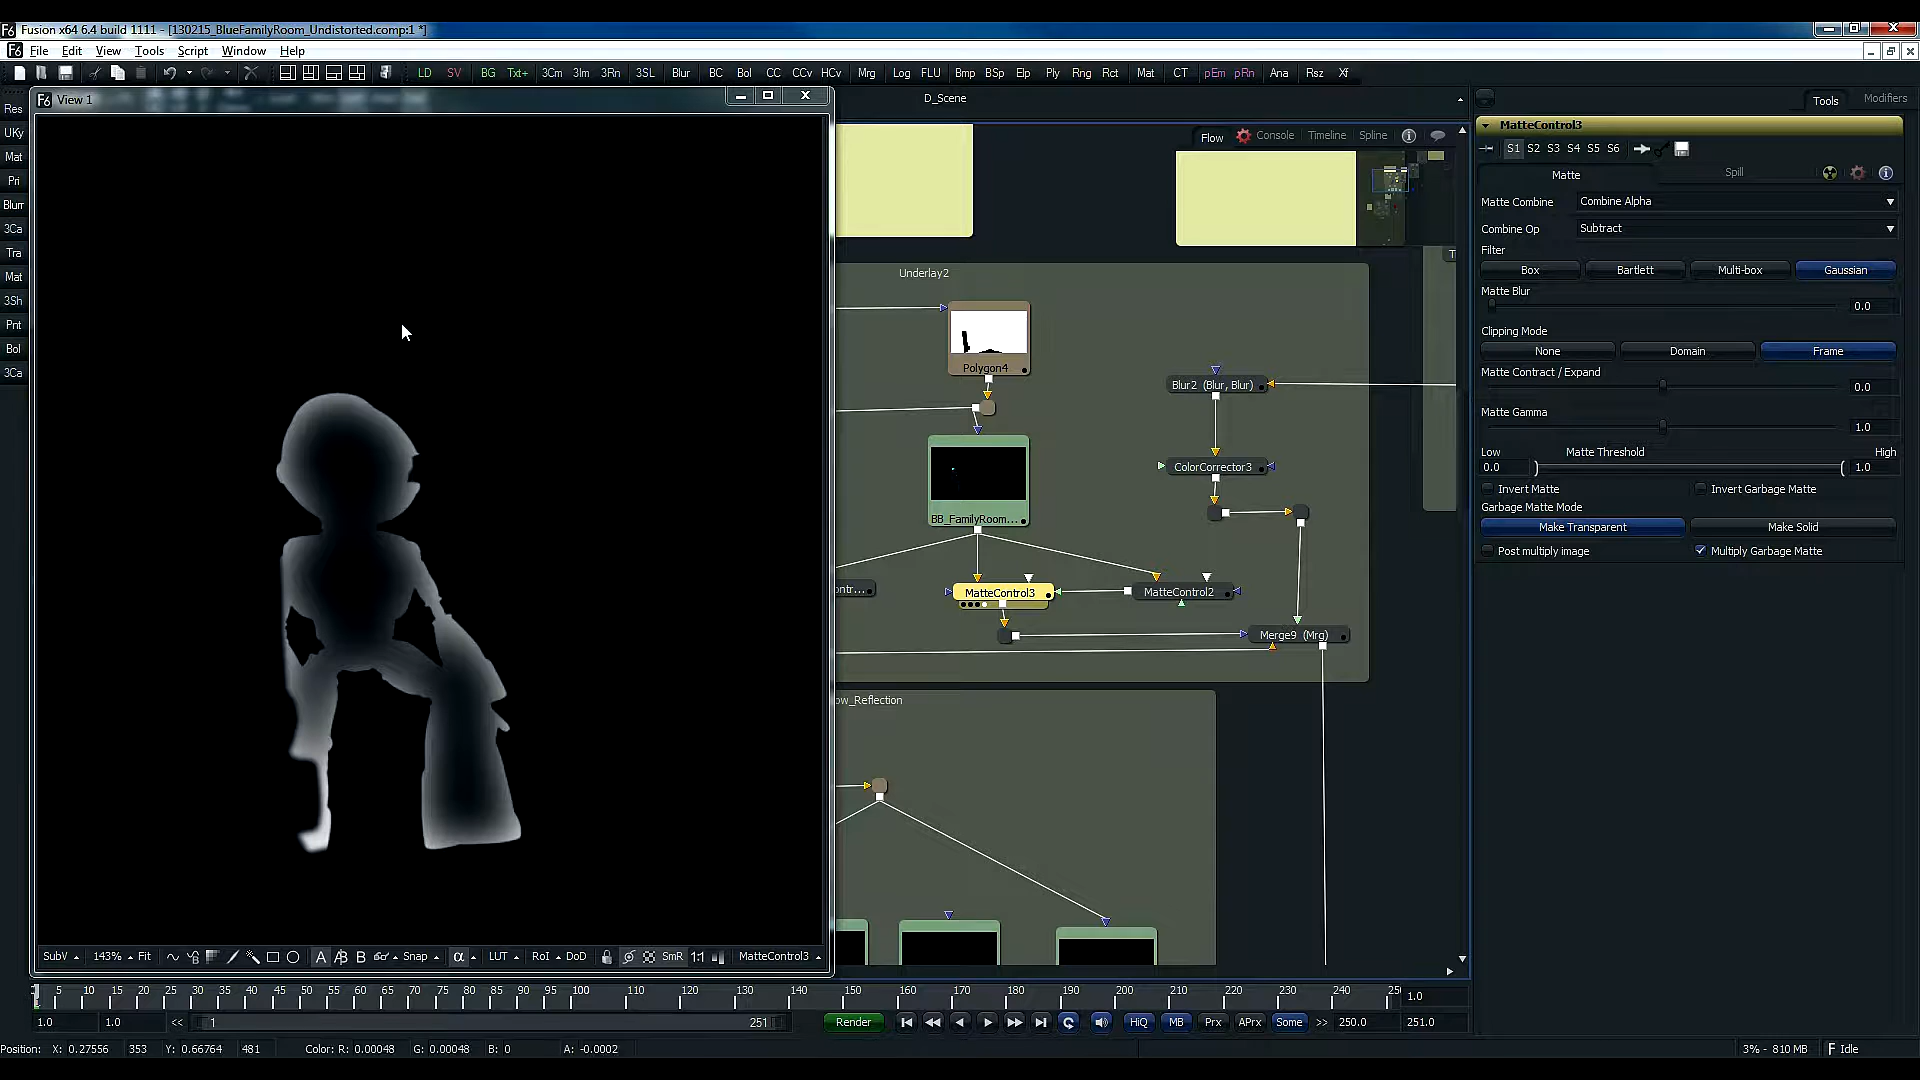 Fusion x64 6.4 build 1111 - [130215_BlueFamilyRoom_Undistorted.comp:1 *]
File Edit View Tools Script Window Help
LD SV BG Txt+ 3Cm 3Im 3Rn 3SL Blur BC Bol CC CCv HCv Mrg Log FLU Bmp BSp Elp Ply Rng Rct Mat CT pEm pRn Ana Rsz Xf
Res
UKy
Mat
Pri
Blurr
3Ca
Tra
Mat
3Sh
Pnt
Bol
3Ca
View 1
D_Scene
Flow Console Timeline Spline
Underlay2
Polygon4
BB_FamilyRoom...
Blur2 (Blur, Blur)
ColorCorrector3
ontr...
MatteControl3
MatteControl2
Merge9 (Mrg)
ow_Reflection
T
Tools Modifiers
MatteControl3
S1 S2 S3 S4 S5 S6
Matte Spill
Matte Combine Combine Alpha
Combine Op Subtract
Filter
Box Bartlett Multi-box Gaussian
Matte Blur
0.0
Clipping Mode
None Domain Frame
Matte Contract / Expand
0.0
Matte Gamma
1.0
Low Matte Threshold High
0.0 1.0
Invert Matte Invert Garbage Matte
Garbage Matte Mode
Make Transparent Make Solid
Post multiply image Multiply Garbage Matte
SubV 143% Fit A B Snap α LUT RoI DoD SmR 1:1 MatteControl3
5 10 15 20 25 30 35 40 45 50 55 60 65 70 75 80 85 90 95 100 110 120 130 140 150 160 170 180 190 200 210 220 230 240 25 1.0
1.0 1.0 << 1 251 Render HiQ MB Prx APrx Some >> 250.0 251.0
Position: X: 0.27556 353 Y: 0.66764 481 Color: R: 0.00048 G: 0.00048 B: 0 A: -0.0002 3% - 810 MB Idle